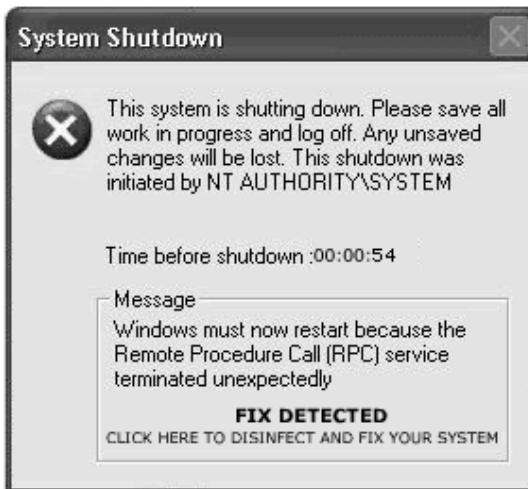 System Shutdown
This system is shutting down. Please save all
work in progress and log off. Any unsaved
changes will be lost. This shutdown was
initiated by NT AUTHORITY\SYSTEM
Time before shutdown :00:00:54
Message
Windows must now restart because the
Remote Procedure Call (RPC) service
terminated unexpectedly
FIX DETECTED
CLICK HERE TO DISINFECT AND FIX YOUR SYSTEM